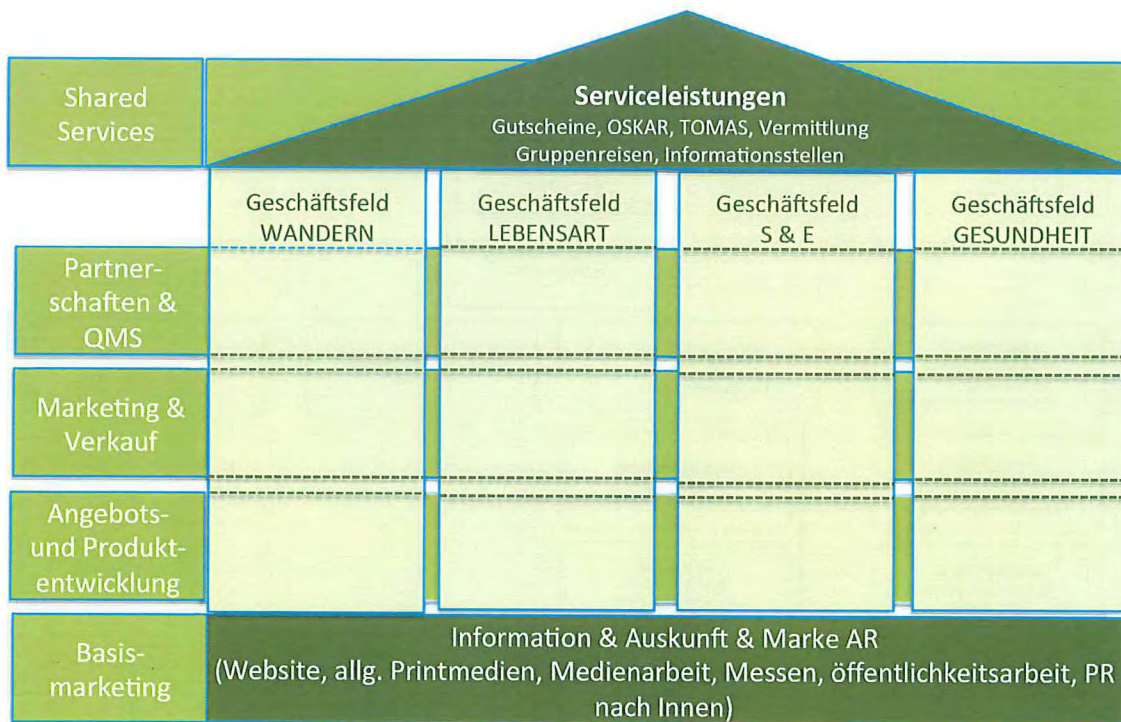 Shared
Services
Serviceleistungen
Gutscheine, OSKAR, TOMAS, Vermittlung
Gruppenreisen, Informationsstellen
Geschäftsfeld
WANDERN
Geschäftsfeld
LEBENSART
Geschäftsfeld
S & E
Geschäftsfeld
GESUNDHEIT
Partner-
schaften &
QMS
Marketing &
Verkauf
Angebots-
und Produkt-
entwicklung
Basis-
marketing
Information & Auskunft & Marke AR
(Website, allg. Printmedien, Medienarbeit, Messen, öffentlichkeitsarbeit, PR
nach Innen)